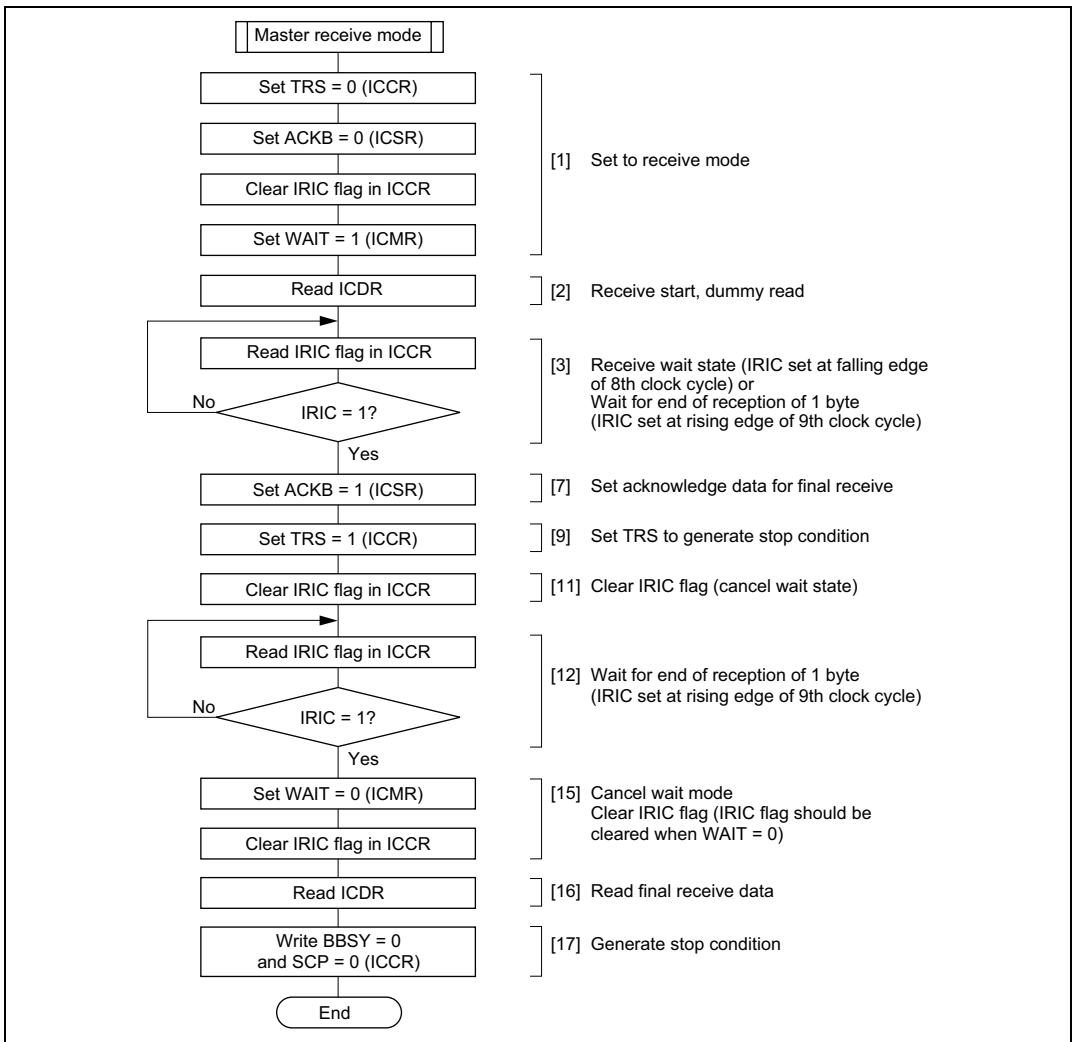 Master receive mode
Set TRS = 0 (ICCR)
Set ACKB = 0 (ICSR)
[1] Set to receive mode
Clear IRIC flag in ICCR
Set WAIT = 1 (ICMR)
Read ICDR
[2] Receive start, dummy read
Read IRIC flag in ICCR
[3] Receive wait state (IRIC set at falling edge
of 8th clock cycle) or
Wait for end of reception of 1 byte
(IRIC set at rising edge of 9th clock cycle)
No
IRIC = 1?
Yes
Set ACKB = 1 (ICSR)
[7] Set acknowledge data for final receive
Set TRS = 1 (ICCR)
[9] Set TRS to generate stop condition
Clear IRIC flag in ICCR
[11] Clear IRIC flag (cancel wait state)
Read IRIC flag in ICCR
[12] Wait for end of reception of 1 byte
(IRIC set at rising edge of 9th clock cycle)
No
IRIC = 1?
Yes
Set WAIT = 0 (ICMR)
[15] Cancel wait mode
Clear IRIC flag (IRIC flag should be
cleared when WAIT = 0)
Clear IRIC flag in ICCR
Read ICDR
[16] Read final receive data
Write BBSY = 0
and SCP = 0 (ICCR)
[17] Generate stop condition
End